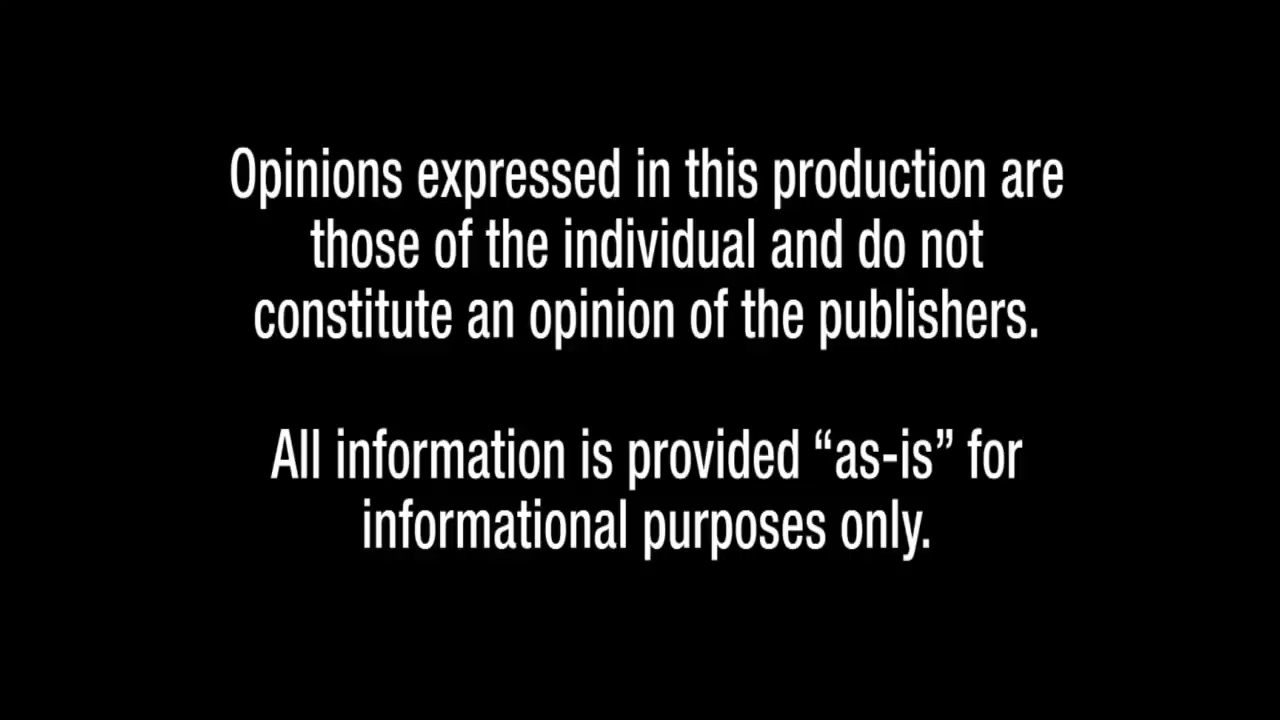 Opinions expressed in this production are
those of the individual and do not
constitute an opinion of the publishers.
All information is provided “as-is” for
informational purposes only.